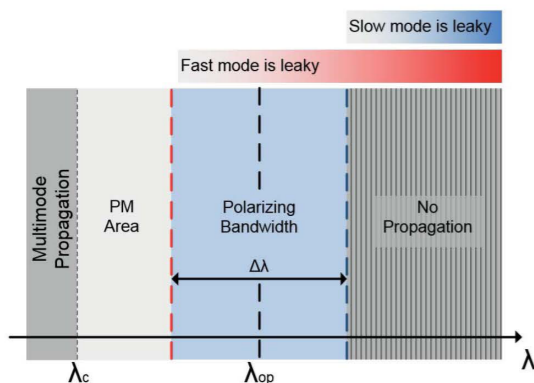 Slow mode is leaky
Fast mode is leaky
Multimode
Propagation
PM
Area
Polarizing
Bandwidth
No
Propagation
Δλ
λc
λop
λ